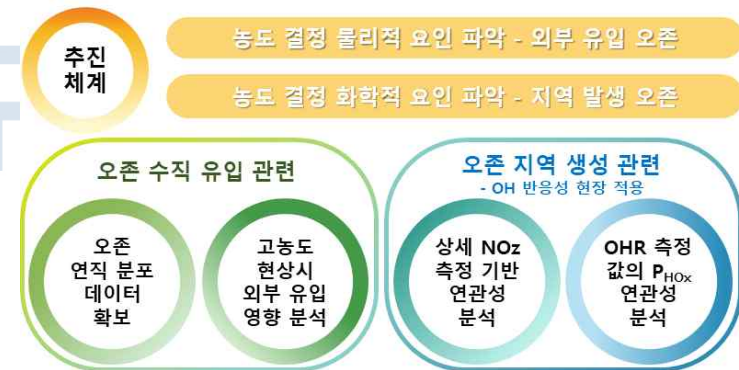 추진
체계
농도 결정 물리적 요인 파악 - 외부 유입 오존
농도 결정 화학적 요인 파악 - 지역 발생 오존
오존 수직 유입 관련
오존
연직 분포
데이터
확보
고농도
현상시
외부 유입
영향 분석
오존 지역 생성 관련
- OH 반응성 현장 적용
상세 NOz
측정 기반
연관성
분석
OHR 측정
값의 PHOx
연관성
분석